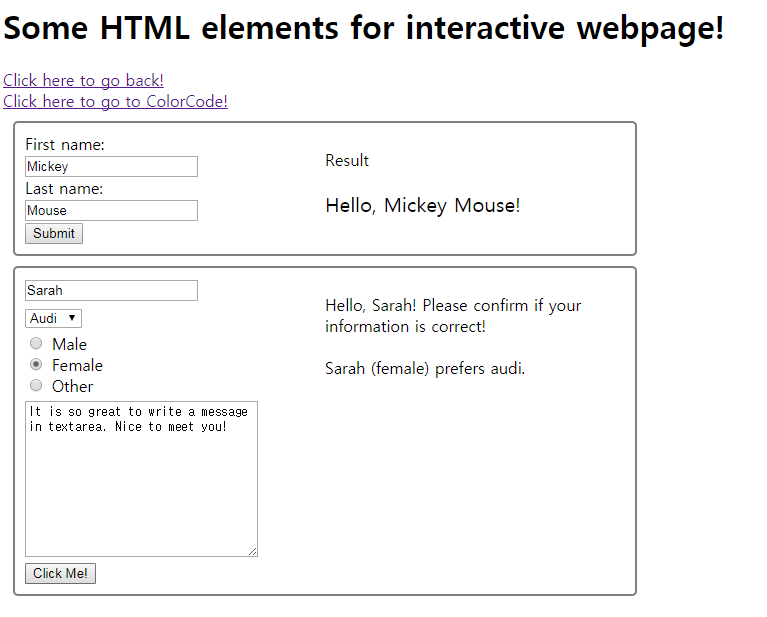 Some HTML elements for interactive webpage!
Click here to go back!
Click here to go to ColorCode!
First name:
Mickey
Last name:
Mouse
Submit
Result
Hello, Mickey Mouse!
Sarah
Audi
Male
Female
Other
It is so great to write a message
in textarea. Nice to meet you!
Click Me!
Hello, Sarah! Please confirm if your
information is correct!
Sarah (female) prefers audi.